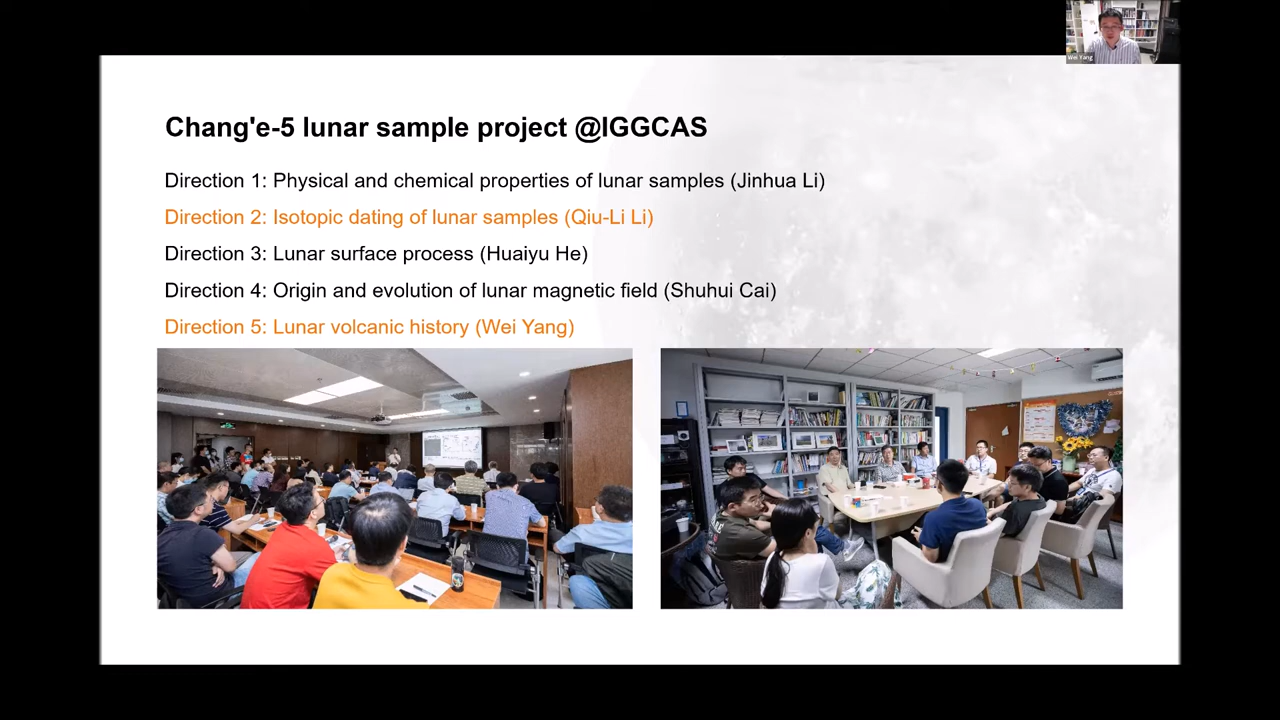 Wei Yang
Chang'e-5 lunar sample project @IGGCAS
Direction 1: Physical and chemical properties of lunar samples (Jinhua Li)
Direction 2: Isotopic dating of lunar samples (Qiu-Li Li)
Direction 3: Lunar surface process (Huaiyu He)
Direction 4: Origin and evolution of lunar magnetic field (Shuhui Cai)
Direction 5: Lunar volcanic history (Wei Yang)